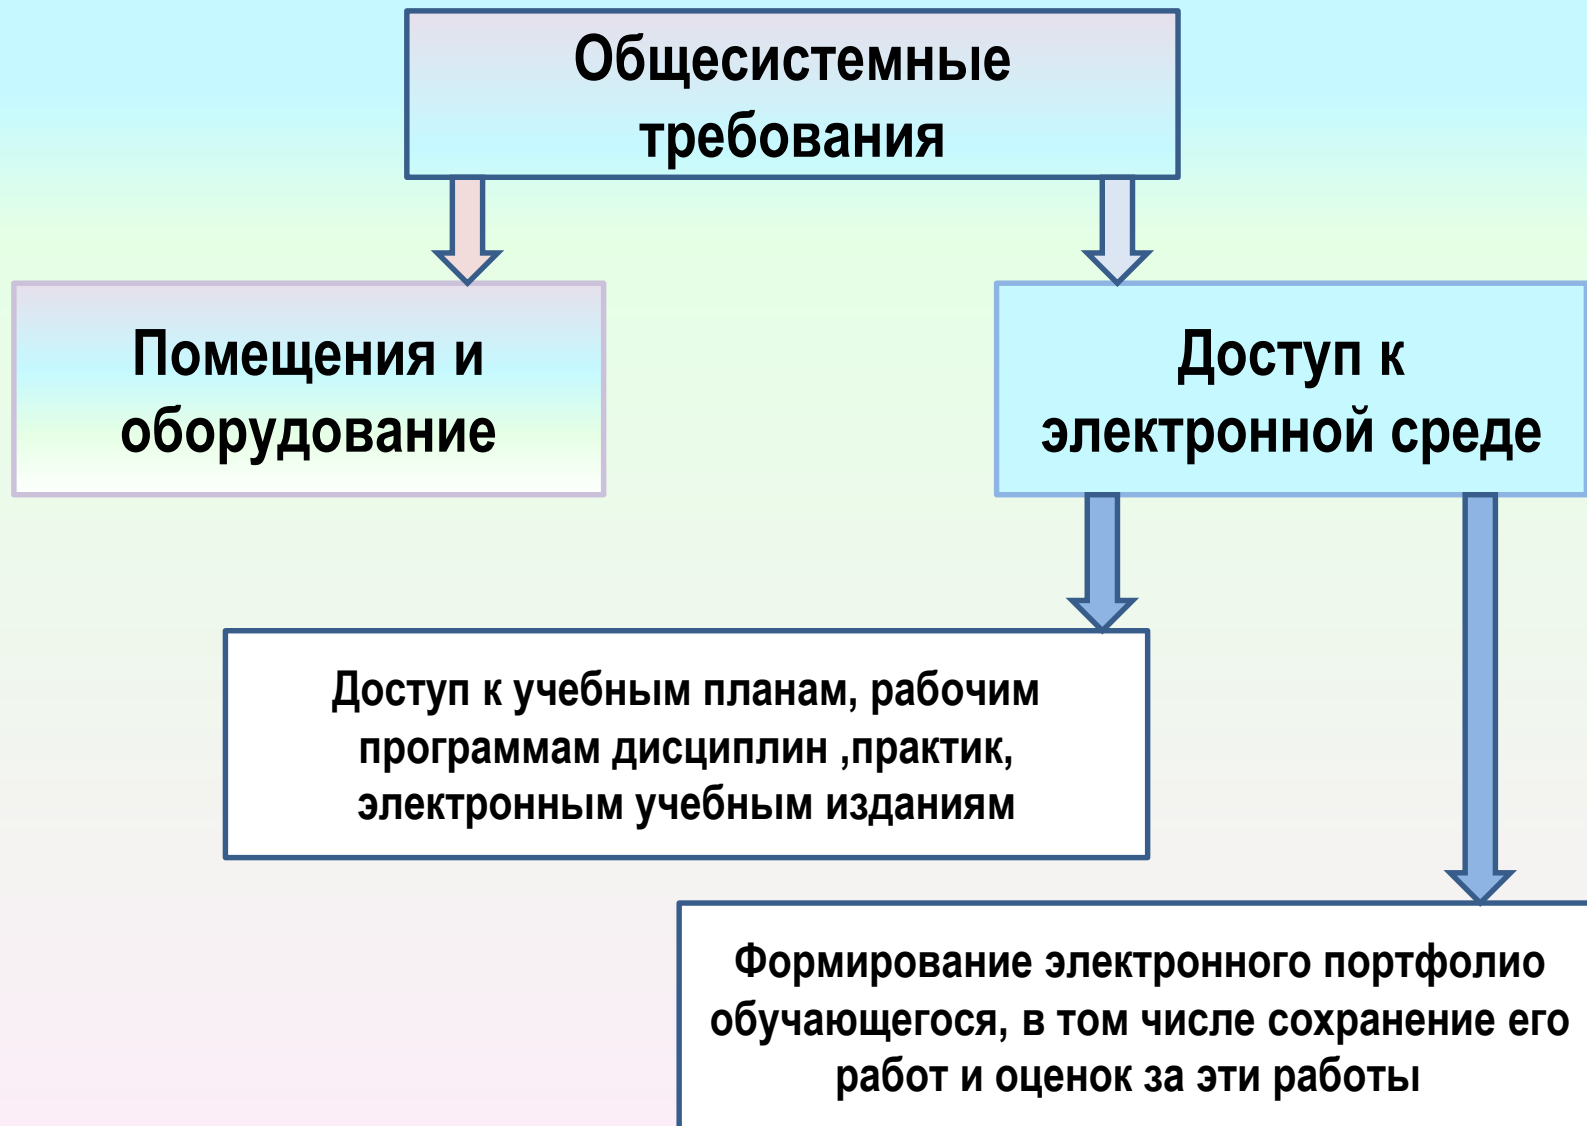 Общесистемные
требования
Помещения и
оборудование
Доступ к
электронной среде
Доступ к учебным планам, рабочим
программам дисциплин ,практик,
электронным учебным изданиям
Формирование электронного портфолио
обучающегося, в том числе сохранение его
работ и оценок за эти работы